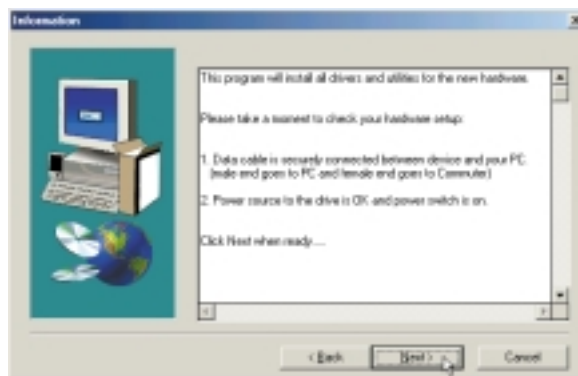 Information
This program will install all drivers and utilities for the new hardware.
Please take a moment to check your hardware setup:
1. Data cable is securely connected between device and your PC.
(male end goes to PC and female end goes to Commuter)
2. Power source to the drive is OK and power switch is on.
Click Next when ready....
< Back
Next >
Cancel